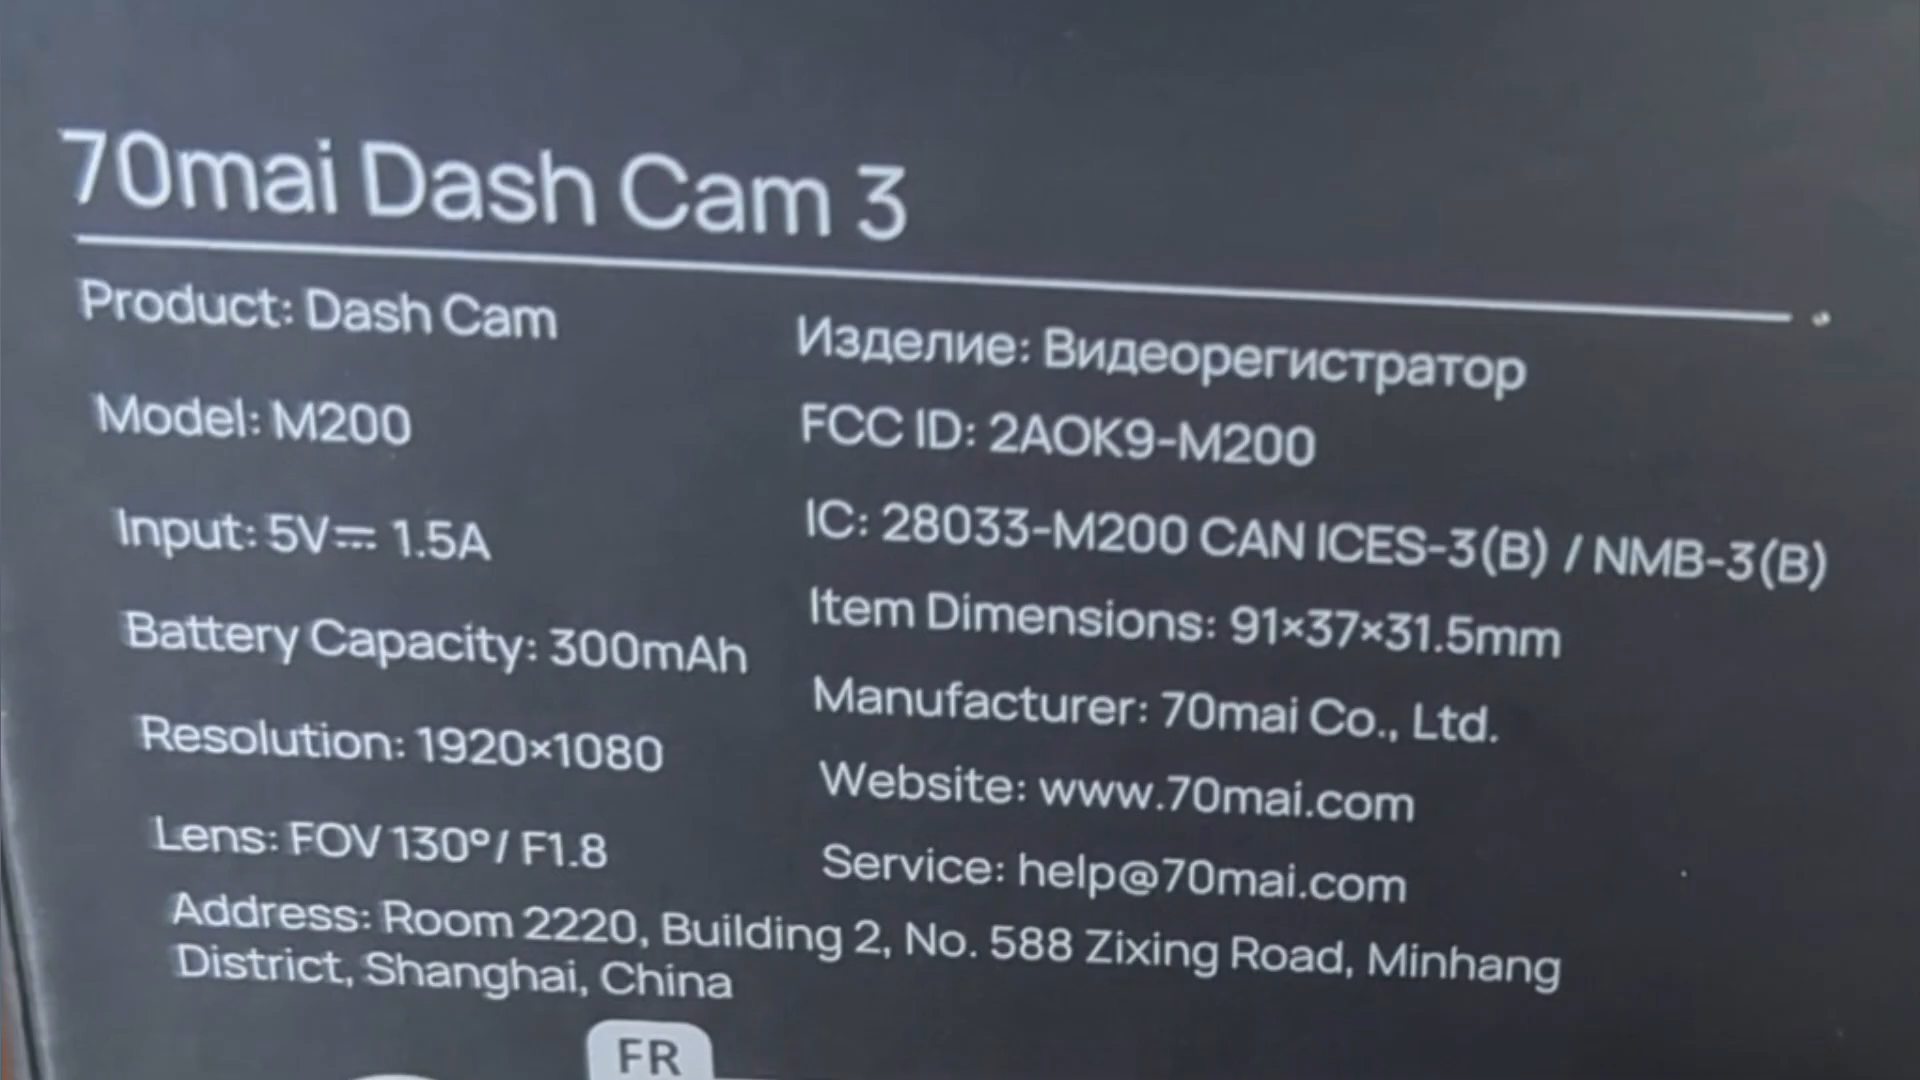 70mai Dash Cam 3
Product: Dash Cam
Model: M200
Input: 5V⎓ 1.5A
Battery Capacity: 300mAh
Resolution: 1920×1080
Lens: FOV 130°/ F1.8
Изделие: Видеорегистратор
FCC ID: 2AOK9-M200
IC: 28033-M200 CAN ICES-3(B) / NMB-3(B)
Item Dimensions: 91×37×31.5mm
Manufacturer: 70mai Co., Ltd.
Website: www.70mai.com
Service: help@70mai.com
Address: Room 2220, Building 2, No. 588 Zixing Road, Minhang
District, Shanghai, China
FR